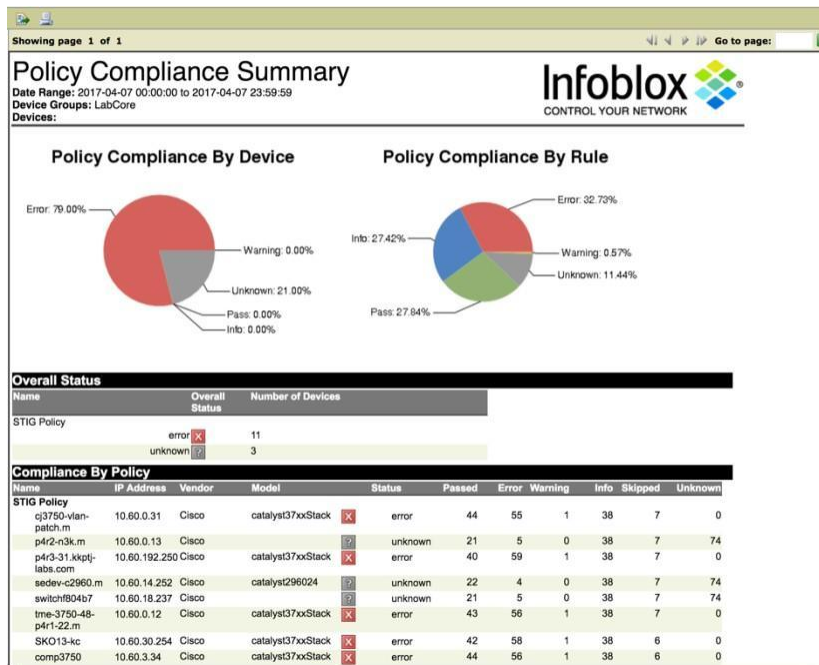 Showing page 1 of 1
Go to page:
Policy Compliance Summary
Date Range: 2017-04-07 00:00:00 to 2017-04-07 23:59:59
Device Groups: LabCore
Devices:
Infoblox
CONTROL YOUR NETWORK
Policy Compliance By Device
Error: 79.00%
Warning: 0.00%
Unknown: 21.00%
Pass: 0.00%
Info: 0.00%
Policy Compliance By Rule
Error: 32.73%
Info: 27.42%
Warning: 0.57%
Unknown: 11.44%
Pass: 27.84%
Overall Status
Name Overall Status Number of Devices
STIG Policy
error X 11
unknown ? 3
Compliance By Policy
Name IP Address Vendor Model Status Passed Error Warning Info Skipped Unknown
STIG Policy
cj3750-vlan-patch.m 10.60.0.31 Cisco catalyst37xxStack X error 44 55 1 38 7 0
p4r2-n3k.m 10.60.0.13 Cisco ? unknown 21 5 0 38 7 74
p4r3-31.kkptj-labs.com 10.60.192.250 Cisco catalyst37xxStack X error 40 59 1 38 7 0
sedev-c2960.m 10.60.14.252 Cisco catalyst296024 ? unknown 22 4 0 38 7 74
switchf804b7 10.60.18.237 Cisco ? unknown 21 5 0 38 7 74
tme-3750-48-p4r1-22.m 10.60.0.12 Cisco catalyst37xxStack X error 43 56 1 38 7 0
SKO13-kc 10.60.30.254 Cisco catalyst37xxStack X error 42 58 1 38 6 0
comp3750 10.60.3.34 Cisco catalyst37xxStack X error 44 56 1 38 6 0